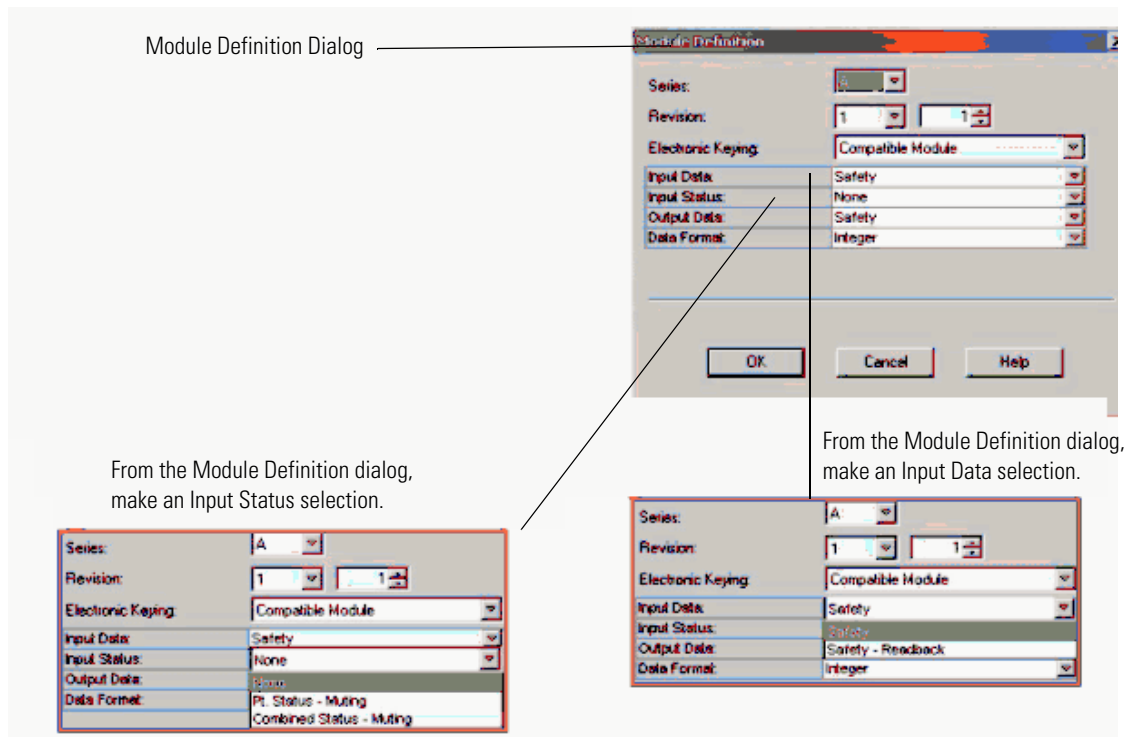 Module Definition Dialog
Module Definition
Series: A
Revision: 1 1
Electronic Keying: Compatible Module
Input Data: Safety
Input Status: None
Output Data: Safety
Data Format: Integer
OK Cancel Help
From the Module Definition dialog,
make an Input Status selection.
Series: A
Revision: 1 1
Electronic Keying: Compatible Module
Input Data: Safety
Input Status: None
Output Data: None
Data Format: Pt. Status - Muting
Combined Status - Muting
From the Module Definition dialog,
make an Input Data selection.
Series: A
Revision: 1 1
Electronic Keying: Compatible Module
Input Data: Safety
Input Status: Safety
Output Data: Safety - Readback
Data Format: Integer